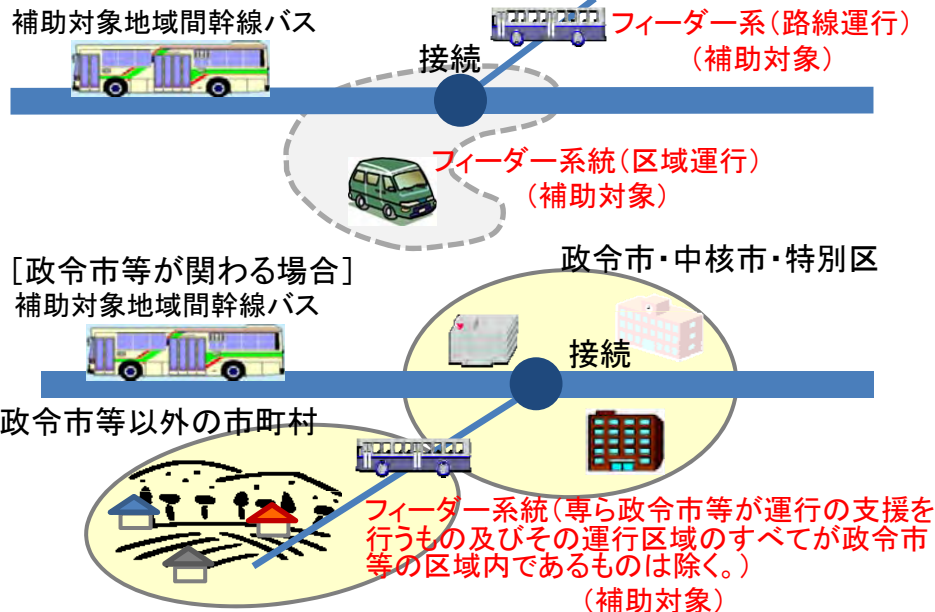 補助対象地域間幹線バス
フィーダー系(路線運行)
(補助対象)
接続
フィーダー系統(区域運行)
(補助対象)
[政令市等が関わる場合]
補助対象地域間幹線バス
政令市・中核市・特別区
接続
政令市等以外の市町村
フィーダー系統(専ら政令市等が運行の支援を
行うもの及びその運行区域のすべてが政令市
等の区域内であるものは除く。)
(補助対象)